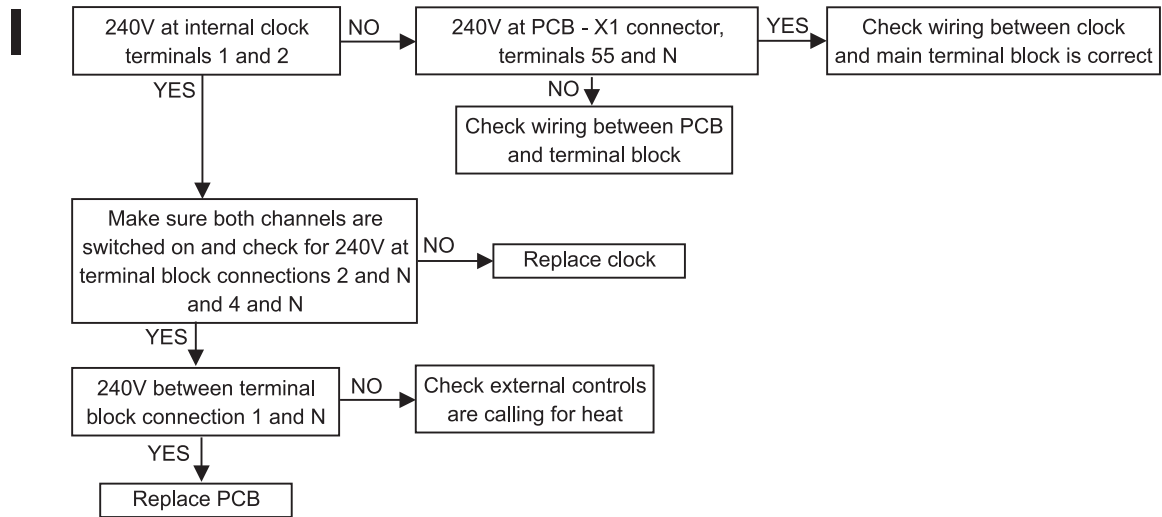 I
240V at internal clock
terminals 1 and 2
NO
240V at PCB - X1 connector,
terminals 55 and N
YES
Check wiring between clock
and main terminal block is correct
YES
NO
Check wiring between PCB
and terminal block
Make sure both channels are
switched on and check for 240V at
terminal block connections 2 and N
and 4 and N
NO
Replace clock
YES
240V between terminal
block connection 1 and N
NO
Check external controls
are calling for heat
YES
Replace PCB